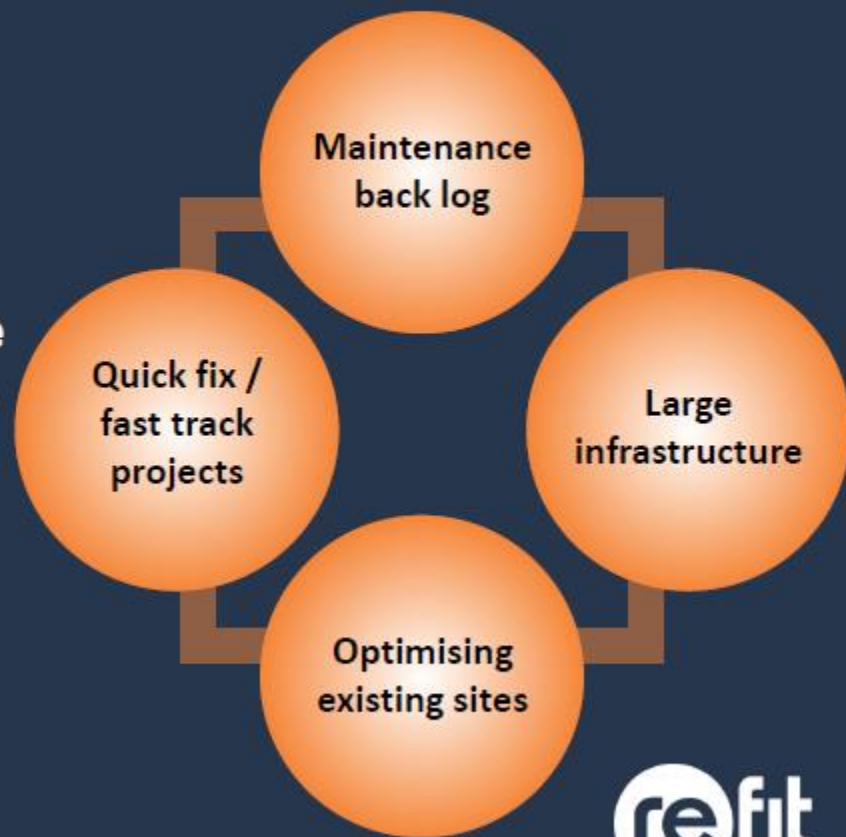 Maintenance
back log
Quick fix /
fast track
projects
Large
infrastructure
Optimising
existing sites
refit